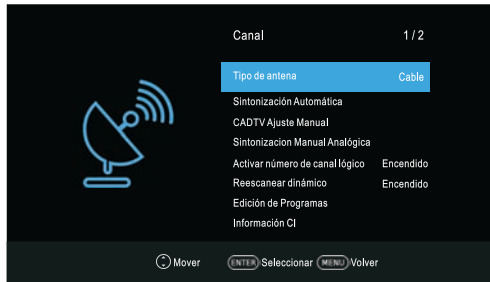 Canal 1 / 2
Tipo de antena Cable
Sintonización Automática
CADTV Ajuste Manual
Sintonizacion Manual Analógica
Activar número de canal lógico Encendido
Reescanear dinámico Encendido
Edición de Programas
Información CI
Mover ENTER Seleccionar MENU Volver